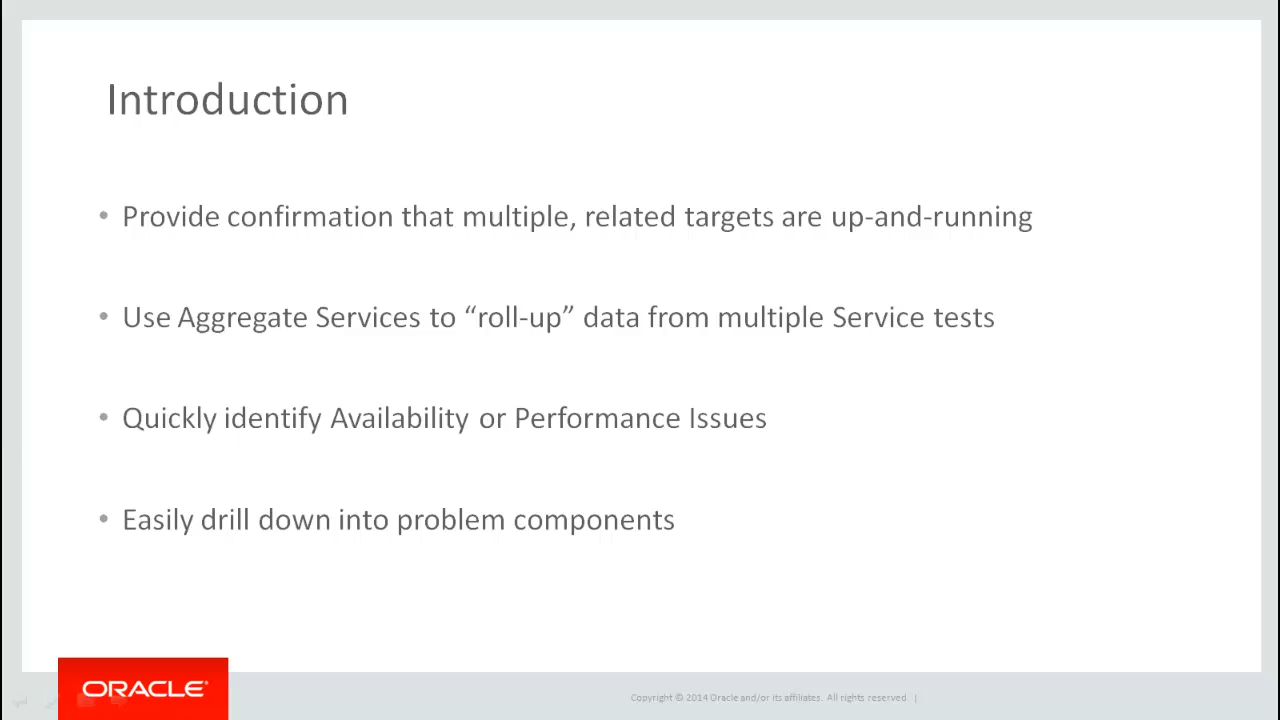 Introduction
• Provide confirmation that multiple, related targets are up-and-running
• Use Aggregate Services to “roll-up” data from multiple Service tests
• Quickly identify Availability or Performance Issues
• Easily drill down into problem components
ORACLE®
Copyright © 2014 Oracle and/or its affiliates. All rights reserved |